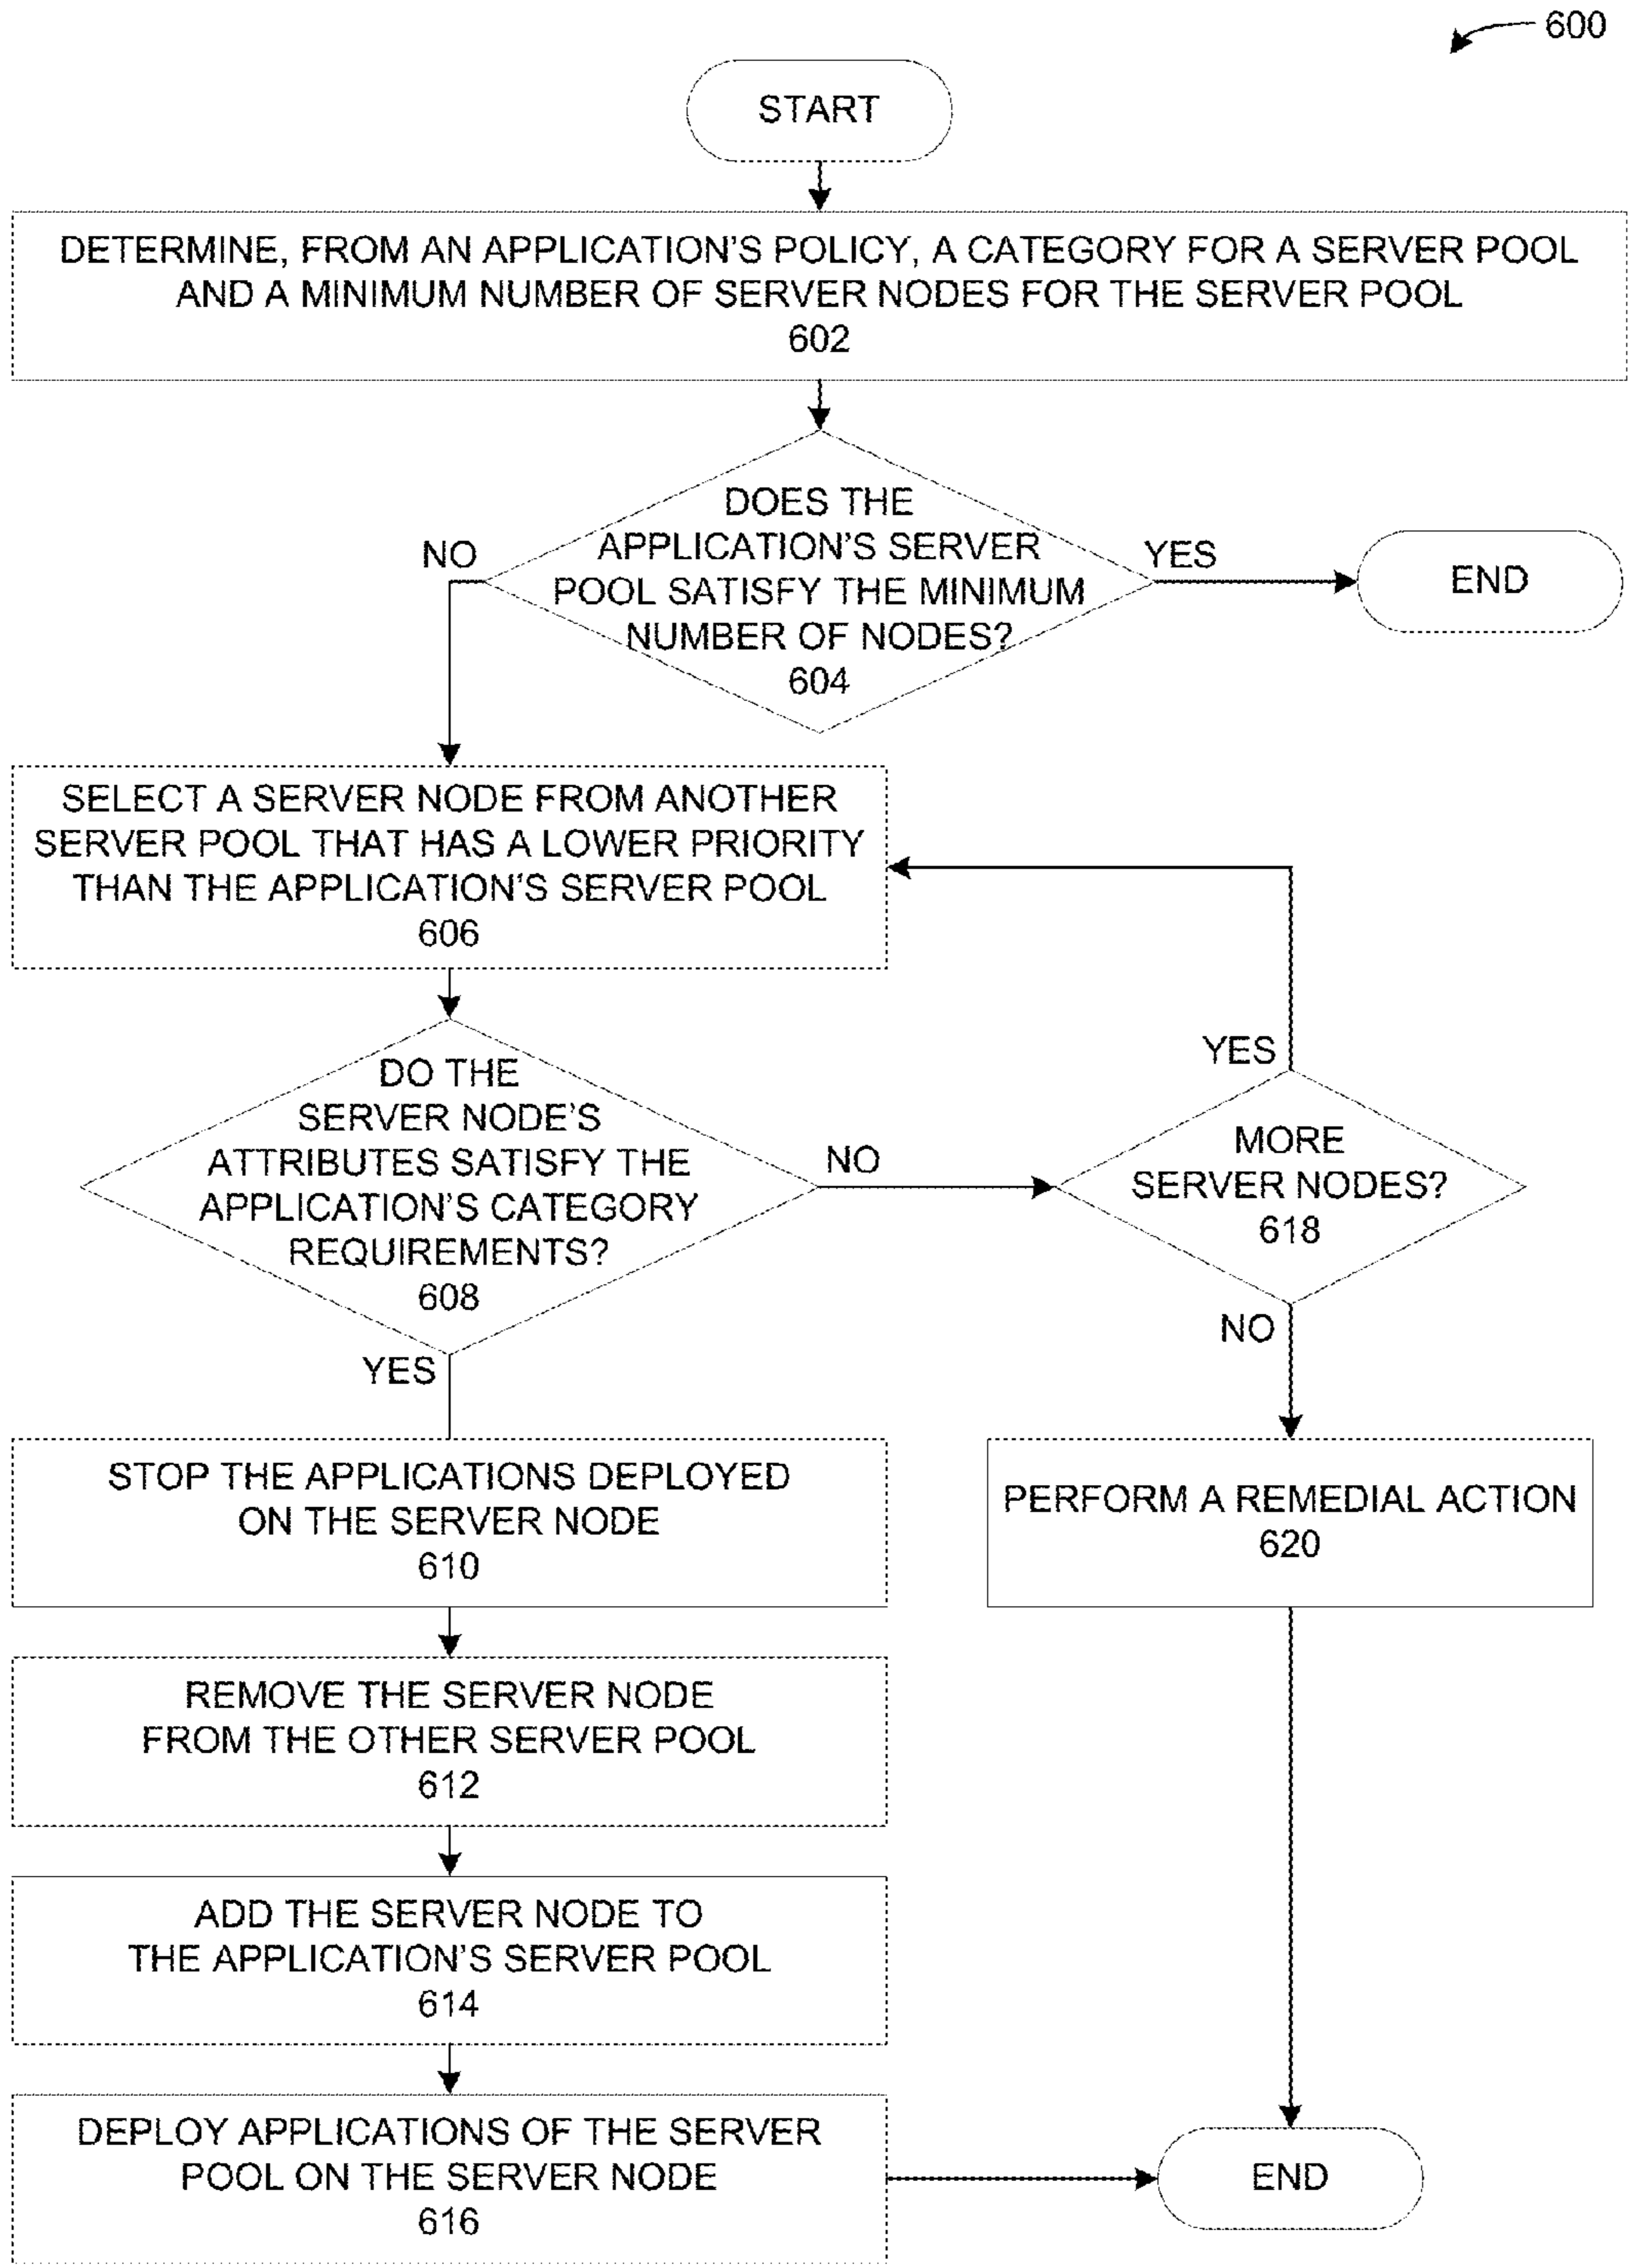 600
START
DETERMINE, FROM AN APPLICATION'S POLICY, A CATEGORY FOR A SERVER POOL
AND A MINIMUM NUMBER OF SERVER NODES FOR THE SERVER POOL
602
DOES THE
APPLICATION'S SERVER
POOL SATISFY THE MINIMUM
NUMBER OF NODES?
604
NO
YES
END
SELECT A SERVER NODE FROM ANOTHER
SERVER POOL THAT HAS A LOWER PRIORITY
THAN THE APPLICATION'S SERVER POOL
606
DO THE
SERVER NODE'S
ATTRIBUTES SATISFY THE
APPLICATION'S CATEGORY
REQUIREMENTS?
608
NO
YES
MORE
SERVER NODES?
618
YES
NO
STOP THE APPLICATIONS DEPLOYED
ON THE SERVER NODE
610
PERFORM A REMEDIAL ACTION
620
REMOVE THE SERVER NODE
FROM THE OTHER SERVER POOL
612
ADD THE SERVER NODE TO
THE APPLICATION'S SERVER POOL
614
DEPLOY APPLICATIONS OF THE SERVER
POOL ON THE SERVER NODE
616
END